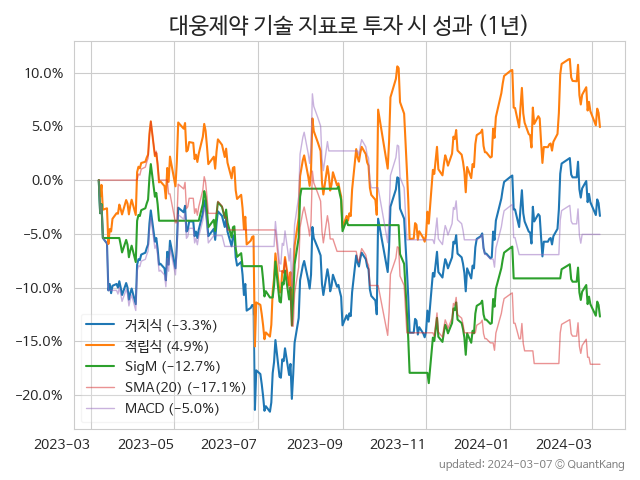 대웅제약 기술 지표로 투자 시 성과 (1년)
10.0%
5.0%
0.0%
−5.0%
−10.0%
−15.0%
−20.0%
거치식 (−3.3%)
적립식 (4.9%)
SigM (−12.7%)
SMA(20) (−17.1%)
MACD (−5.0%)
2023−03 2023−05 2023−07 2023−09 2023−11 2024−01 2024−03
updated: 2024-03-07 © QuantKang